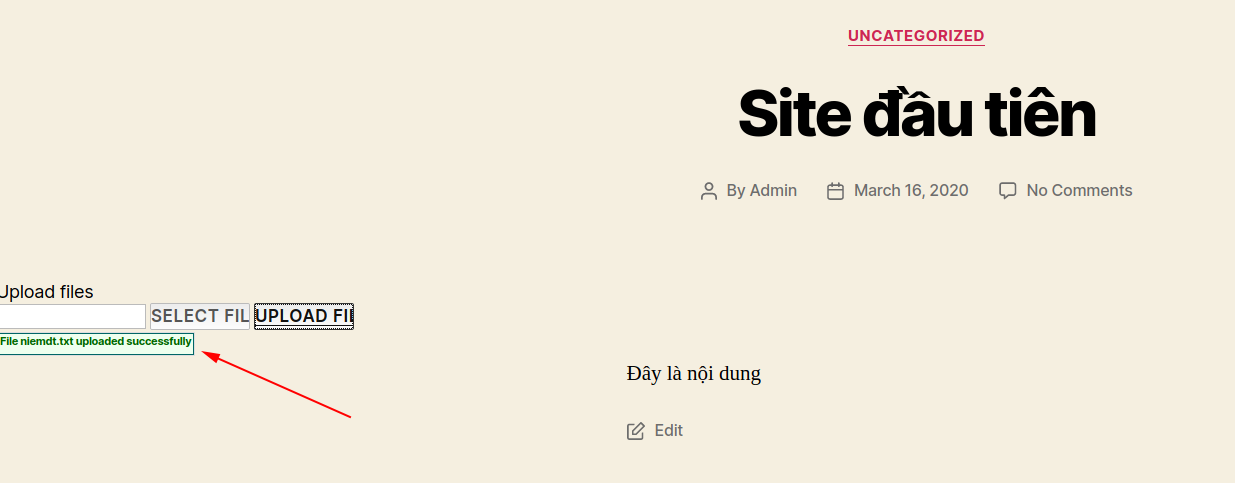 UNCATEGORIZED
Site đầu tiên
By Admin March 16, 2020 No Comments
Upload files
SELECT FIL UPLOAD FIL
File niemdt.txt uploaded successfully
Đây là nội dung
Edit